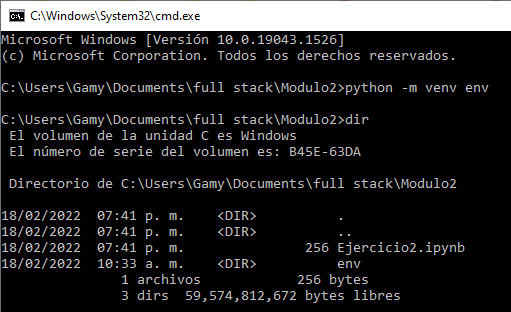 C:\Windows\System32\cmd.exe
Microsoft Windows [Versión 10.0.19043.1526]
(c) Microsoft Corporation. Todos los derechos reservados.
C:\Users\Gamy\Documents\full stack\Modulo2>python -m venv env
C:\Users\Gamy\Documents\full stack\Modulo2>dir
El volumen de la unidad C es Windows
El número de serie del volumen es: B45E-63DA
Directorio de C:\Users\Gamy\Documents\full stack\Modulo2
18/02/2022  07:41 p. m.    <DIR>          .
18/02/2022  07:41 p. m.    <DIR>          ..
18/02/2022  07:41 p. m.               256 Ejercicio2.ipynb
18/02/2022  10:33 a. m.    <DIR>          env
1 archivos            256 bytes
3 dirs  59,574,812,672 bytes libres